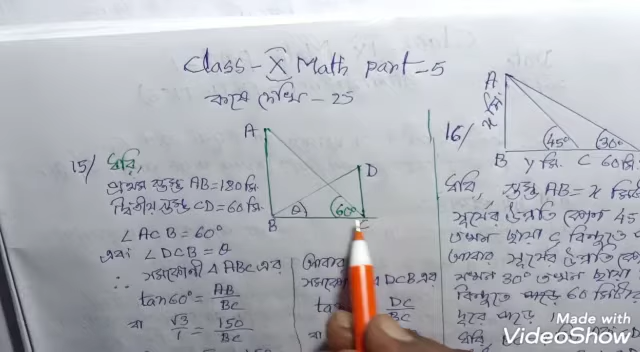 Class - X Math part - 5
কষে দেখি - 25
15/ ধরি,
প্রথম স্তম্ভ AB = 180 মি.
দ্বিতীয় স্তম্ভ CD = 60 মি.
∠ACB = 60°
এবং ∠DCB = θ
∴ সমকোণী △ ABC এর
tan60° = AB/BC
বা √3/1 = 150/BC
A
D
B
θ
60°
C
আবার
সমকোণী △ DCB এর
tan DC/BC
বা
16/
A
x মি.
45°
30°
B y মি. C 60 মি.
ধরি, স্তম্ভ AB = x মিটার
সূর্যের উন্নতি কোণ 45
তখন ছায়া C বিন্দুতে
আবার সূর্যের উন্নতি কো
যখন 30° তখন ছায়া
বিন্দুতে 60 মিটার
দূরে
ধরি,
Made with
VideoShow